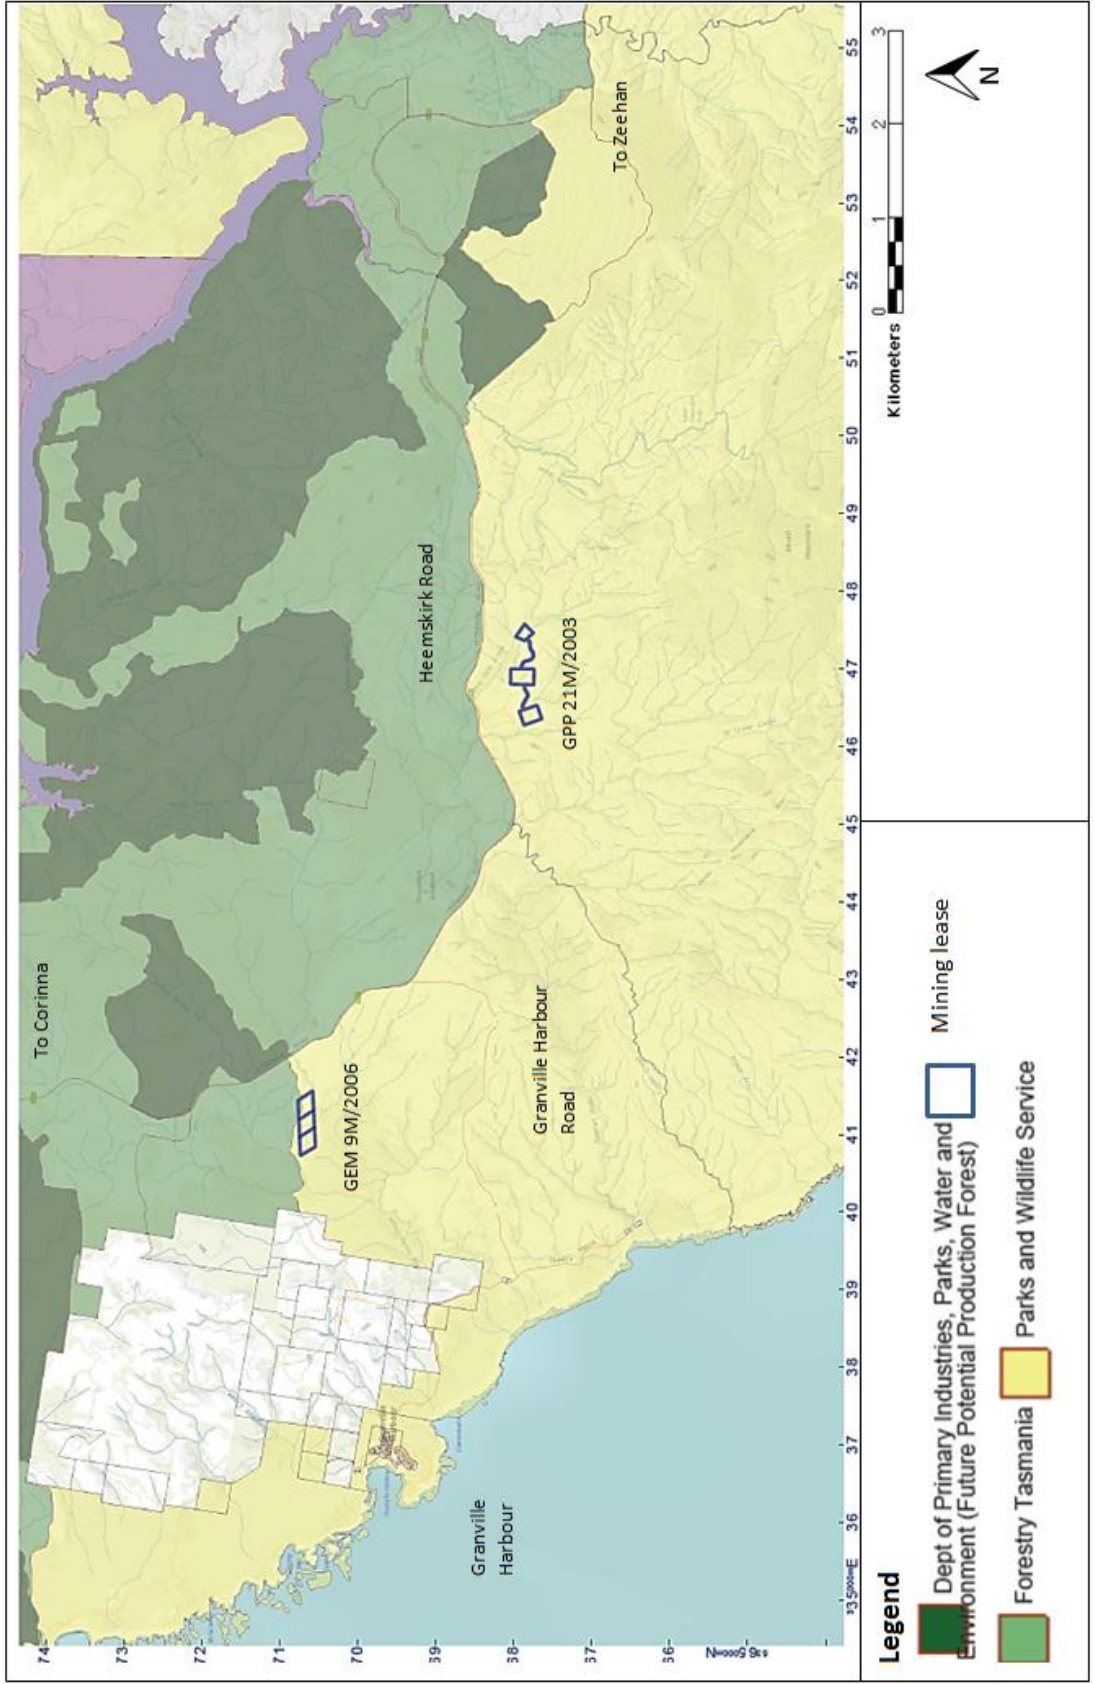 To Corinna
Heemskirk Road
GEM 9M/2006
GPP 21M/2003
To Zeehan
Granville Harbour
Road
Granville
Harbour
74
73
72
71
70
69
68
67
66
35
36
37
38
39
40
41
42
43
44
45
46
47
48
49
50
51
52
53
54
55
Legend
Dept of Primary Industries, Parks, Water and
Environment (Future Potential Production Forest)
Mining lease
Forestry Tasmania
Parks and Wildlife Service
Kilometers
0 1 2 3
N